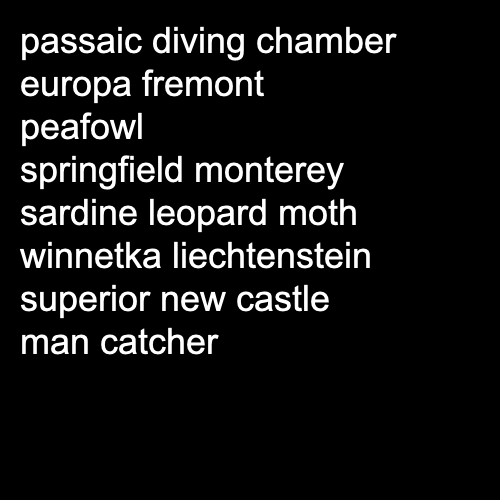 passaic diving chamber
europa fremont
peafowl
springfield monterey
sardine leopard moth
winnetka liechtenstein
superior new castle
man catcher